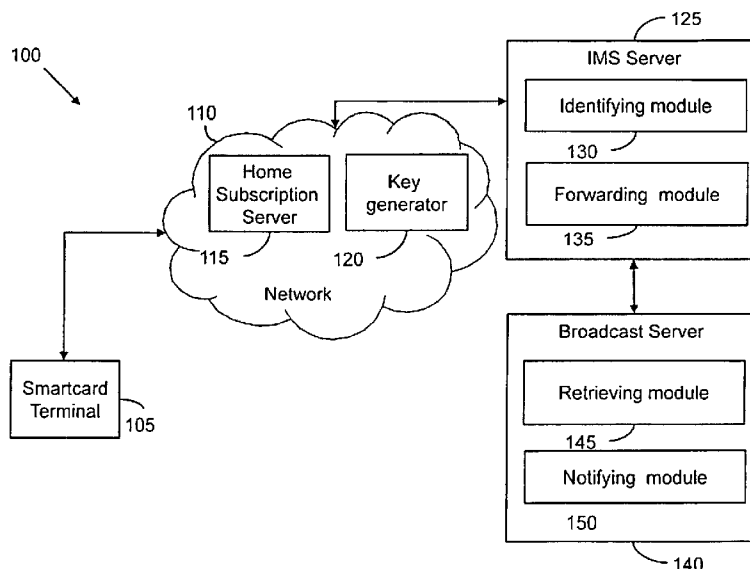 100
125
IMS Server
Identifying module
130
Forwarding module
135
110
Home
Subscription
Server
115
Key
generator
120
Network
Smartcard
Terminal
105
Broadcast Server
Retrieving module
145
Notifying module
150
140